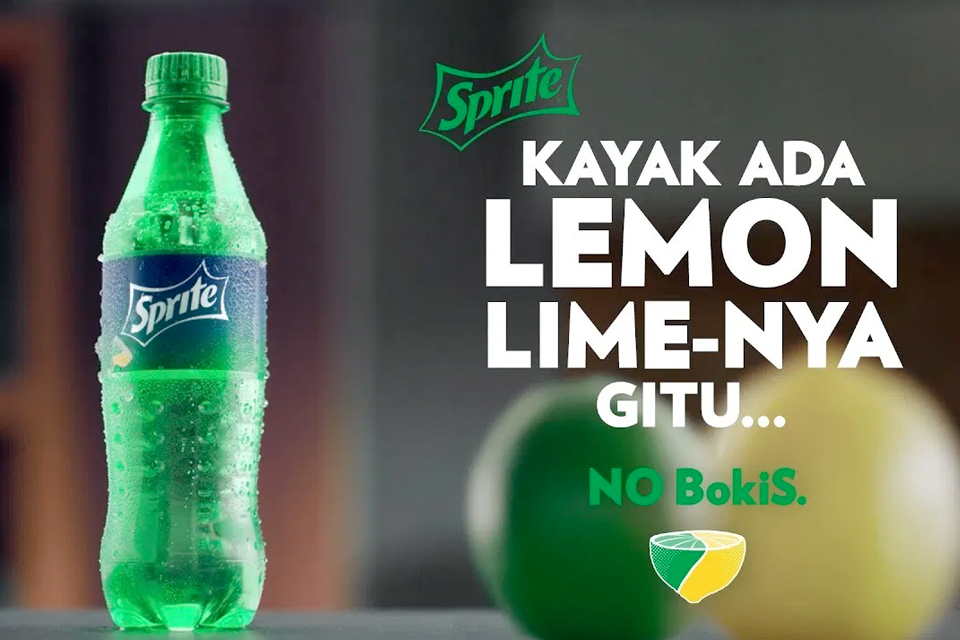 Sprite
KAYAK ADA
LEMON
LIME-NYA
GITU...
NO BokiS.
Sprite